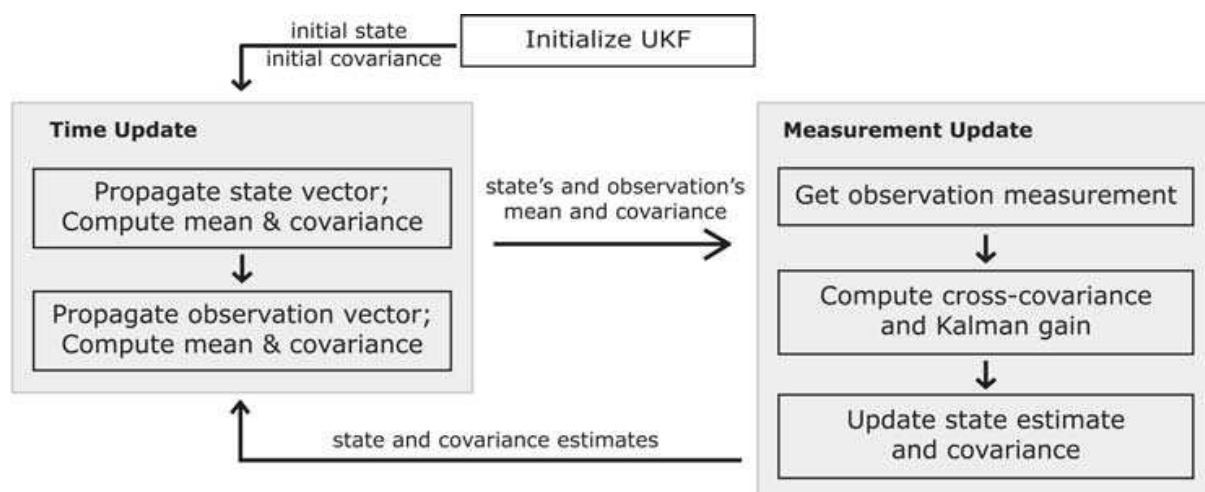 initial state
initial covariance
Initialize UKF
Time Update
Propagate state vector;
Compute mean & covariance
Propagate observation vector;
Compute mean & covariance
state's and observation's
mean and covariance
Measurement Update
Get observation measurement
Compute cross-covariance
and Kalman gain
Update state estimate
and covariance
state and covariance estimates